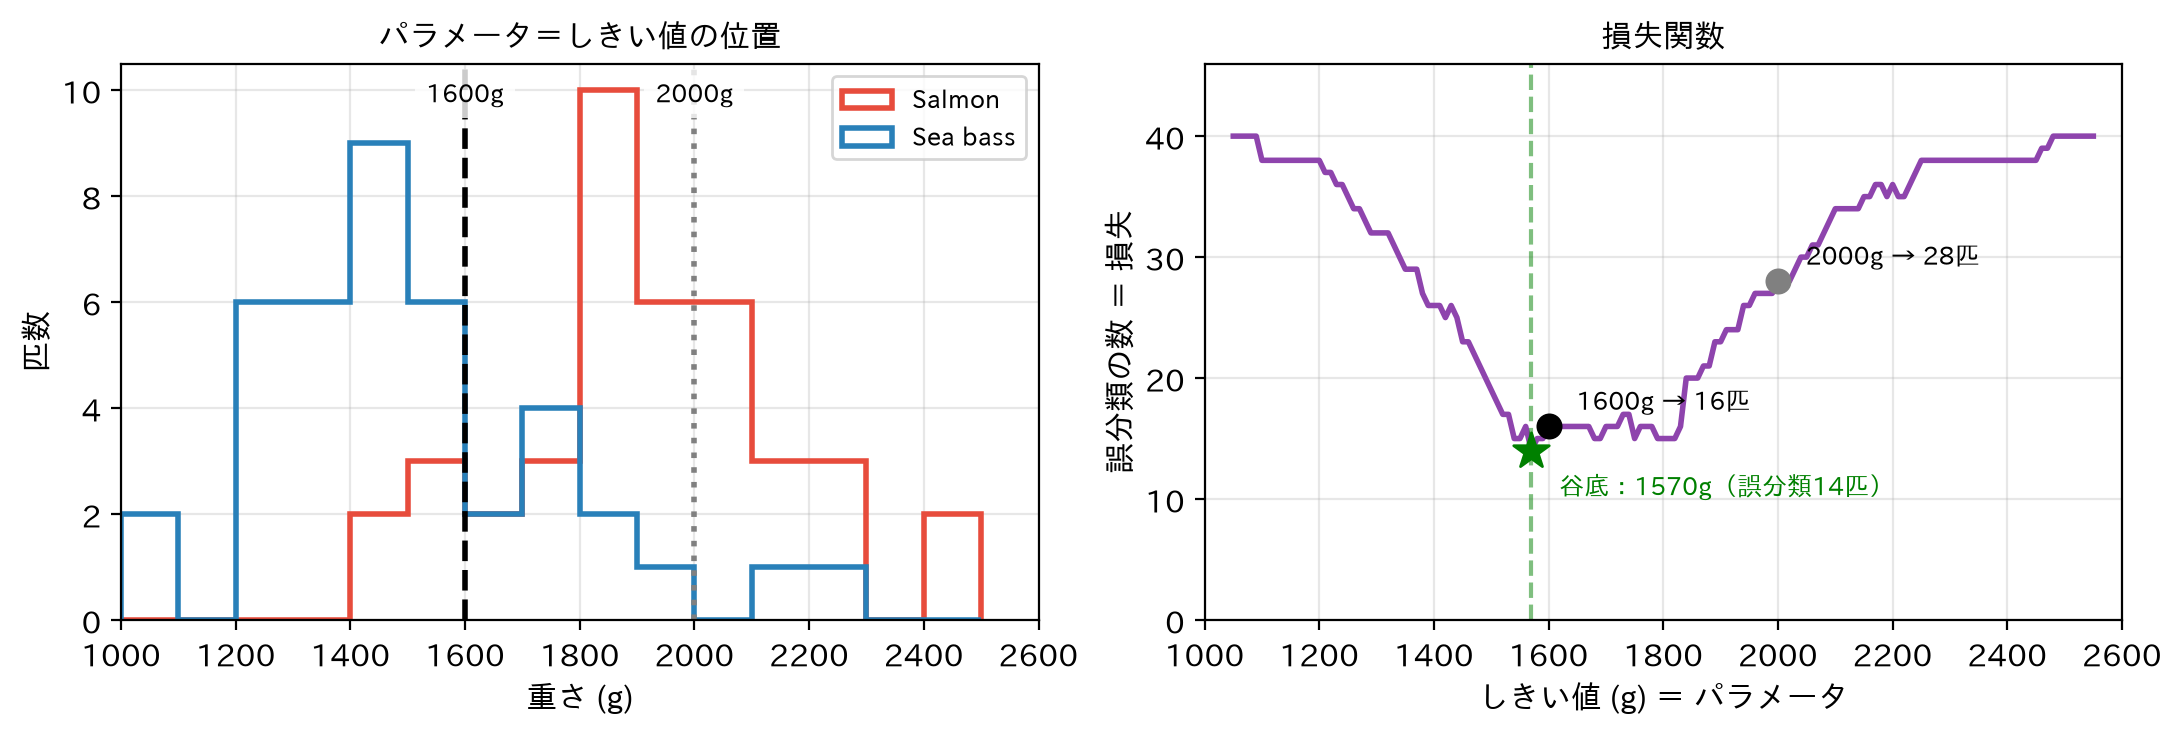 パラメータ＝しきい値の位置
10
8
6
4
2
0
匹数
1600g
2000g
Salmon
Sea bass
1000 1200 1400 1600 1800 2000 2200 2400 2600
重さ (g)
損失関数
40
30
20
10
0
誤分類の数 ＝ 損失
2000g → 28匹
1600g → 16匹
谷底：1570g（誤分類14匹）
1000 1200 1400 1600 1800 2000 2200 2400 2600
しきい値 (g) ＝ パラメータ